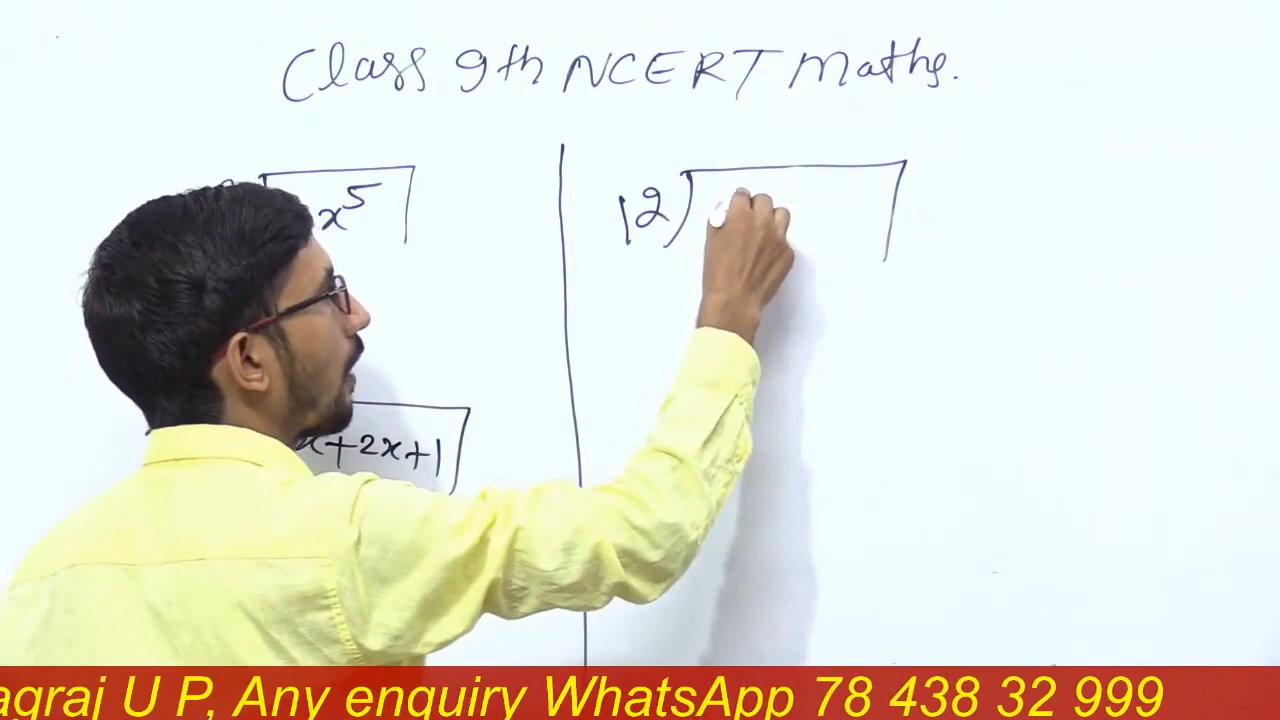 Class 9th NCERT Maths.
x⁵
12)
x+2x+1
agraj U P, Any enquiry WhatsApp 78 438 32 999